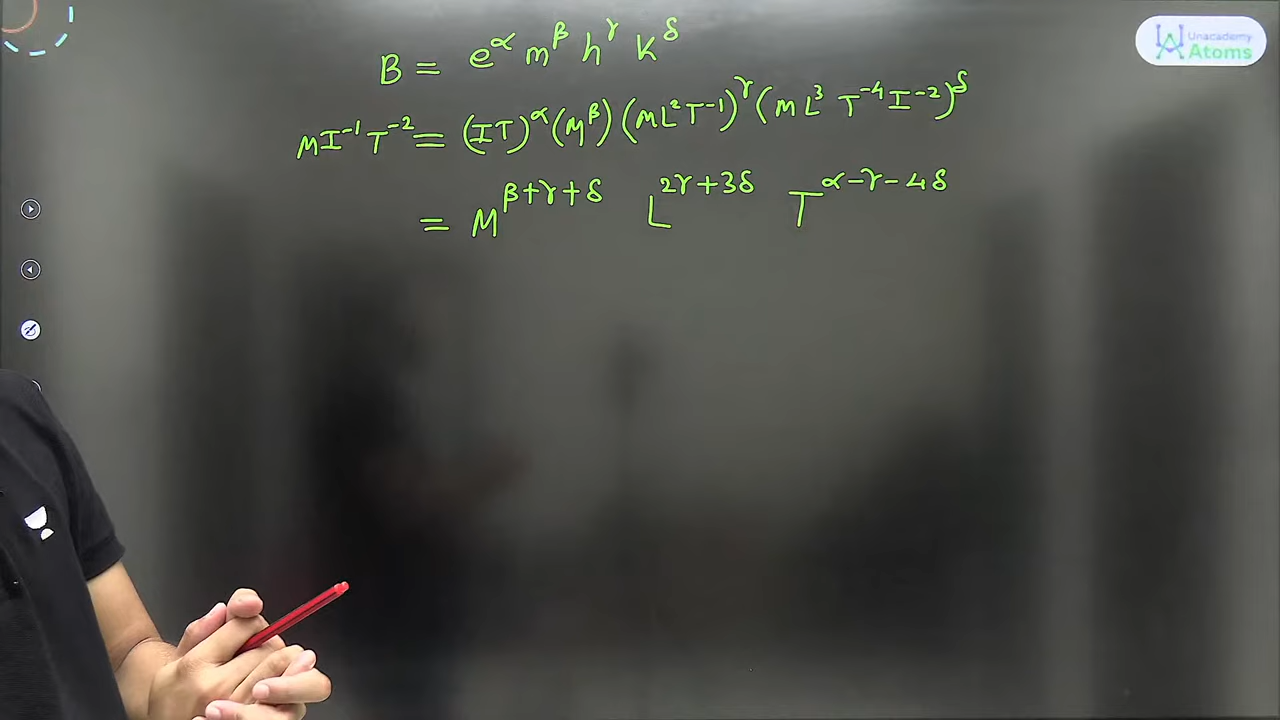 Unacademy
Atoms
B = e^α m^β h^γ k^δ
MI^-1 T^-2 = (IT)^α (M^β) (ML^2 T^-1)^γ (ML^3 T^-4 I^-2)^δ
= M^β+γ+δ L^2γ+3δ T^α-γ-4δ